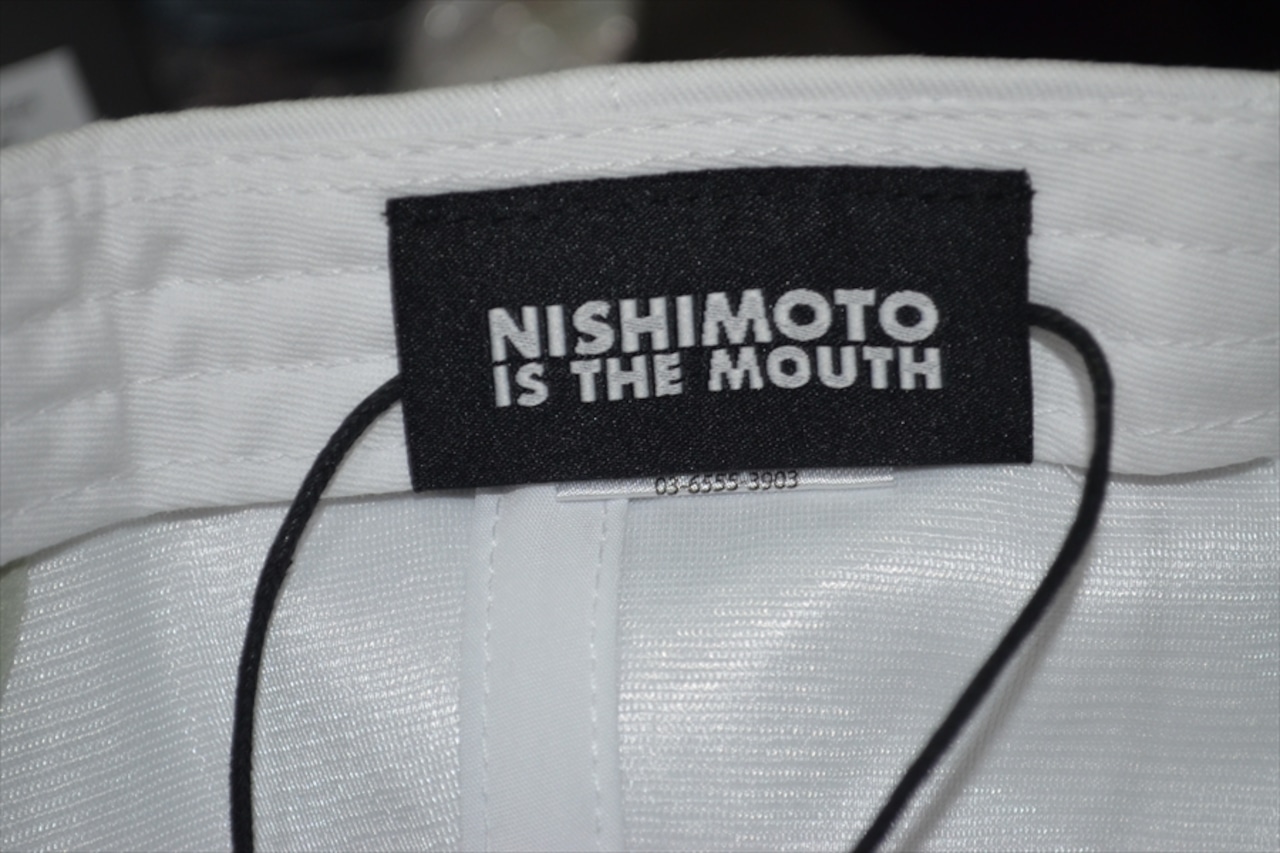 NISHIMOTO
IS THE MOUTH
03-6555-3903